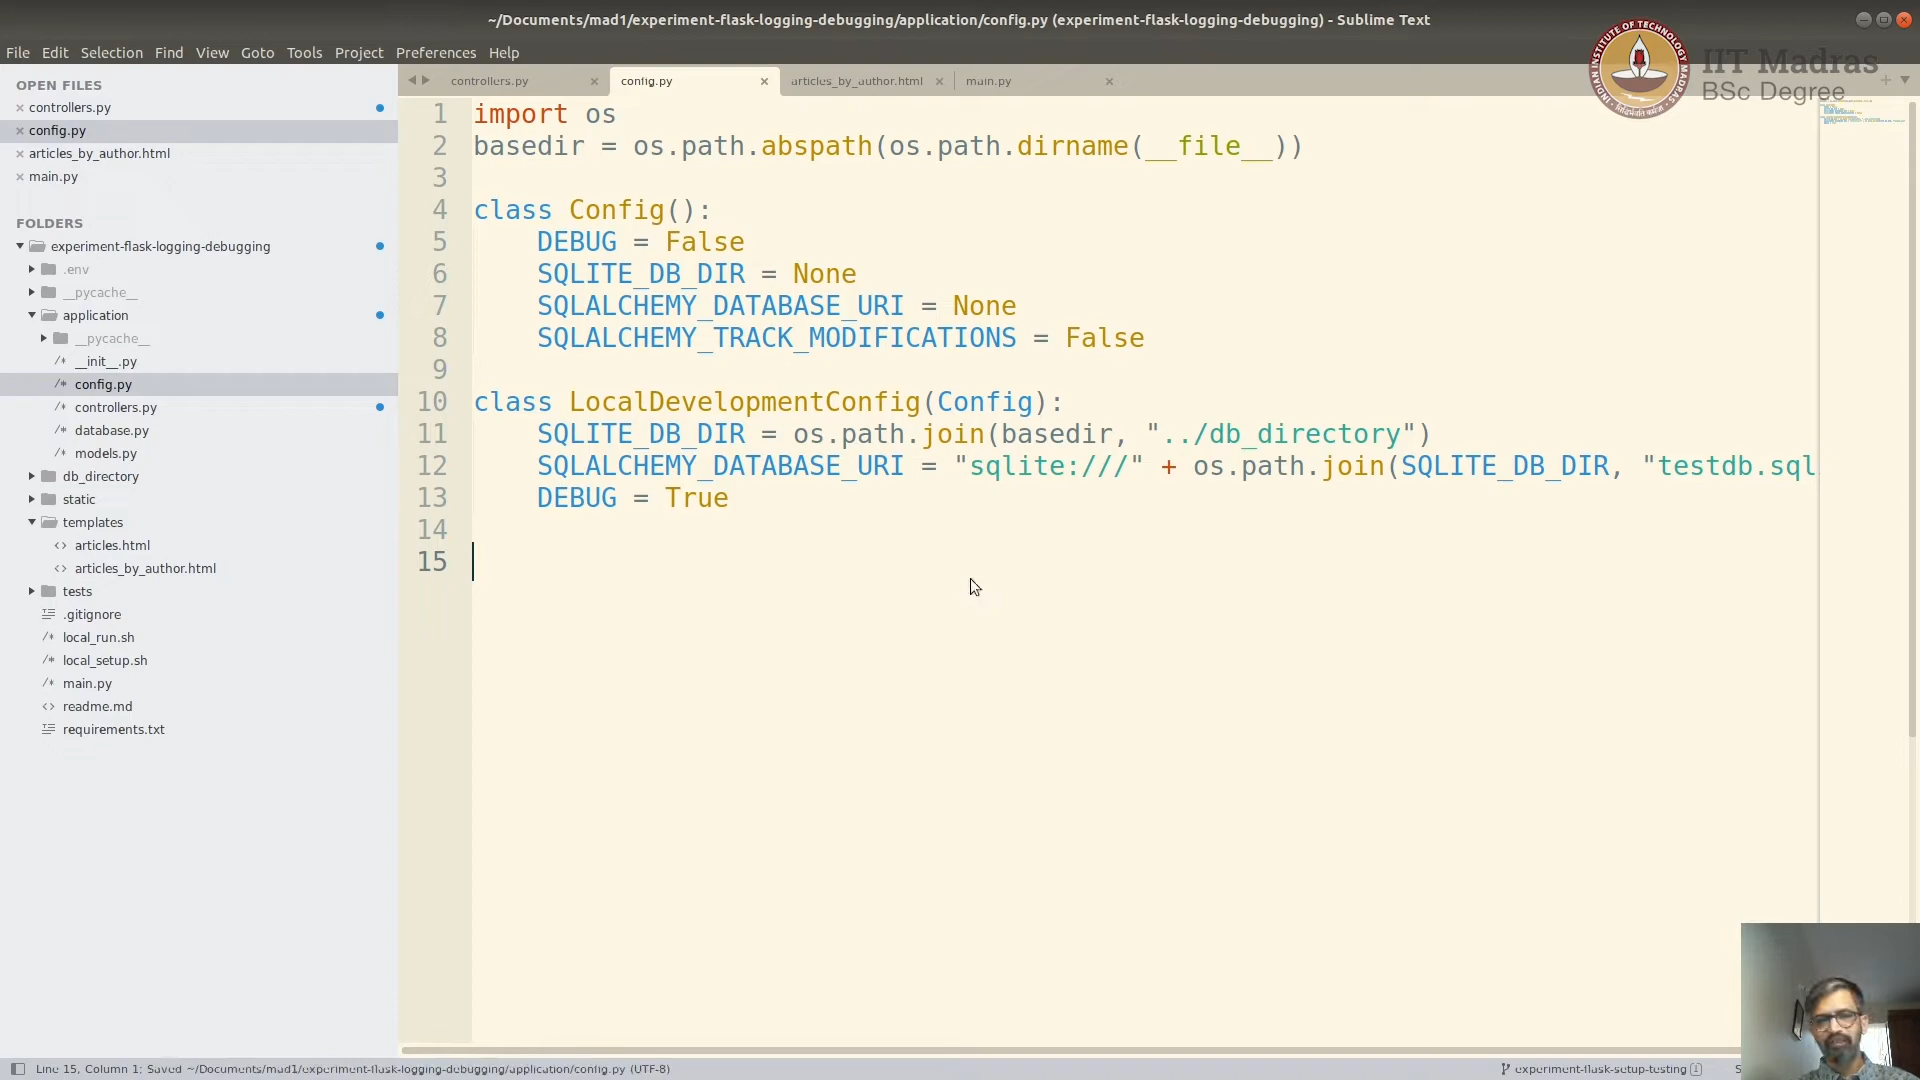 ~/Documents/mad1/experiment-flask-logging-debugging/application/config.py (experiment-flask-logging-debugging) - Sublime Text
File Edit Selection Find View Goto Tools Project Preferences Help
IIT Madras
BSc Degree
INDIAN INSTITUTE OF TECHNOLOGY MADRAS
OPEN FILES
controllers.py
config.py
articles_by_author.html
main.py
FOLDERS
experiment-flask-logging-debugging
.env
__pycache__
application
__pycache__
__init__.py
config.py
controllers.py
database.py
models.py
db_directory
static
templates
articles.html
articles_by_author.html
tests
.gitignore
local_run.sh
local_setup.sh
main.py
readme.md
requirements.txt
controllers.py config.py articles_by_author.html main.py
1 import os
2 basedir = os.path.abspath(os.path.dirname(__file__))
3
4 class Config():
5     DEBUG = False
6     SQLITE_DB_DIR = None
7     SQLALCHEMY_DATABASE_URI = None
8     SQLALCHEMY_TRACK_MODIFICATIONS = False
9
10 class LocalDevelopmentConfig(Config):
11     SQLITE_DB_DIR = os.path.join(basedir, "../db_directory")
12     SQLALCHEMY_DATABASE_URI = "sqlite:///" + os.path.join(SQLITE_DB_DIR, "testdb.sql
13     DEBUG = True
14
15
Line 15, Column 1; Saved ~/Documents/mad1/experiment-flask-logging-debugging/application/config.py (UTF-8)
experiment-flask-setup-testing